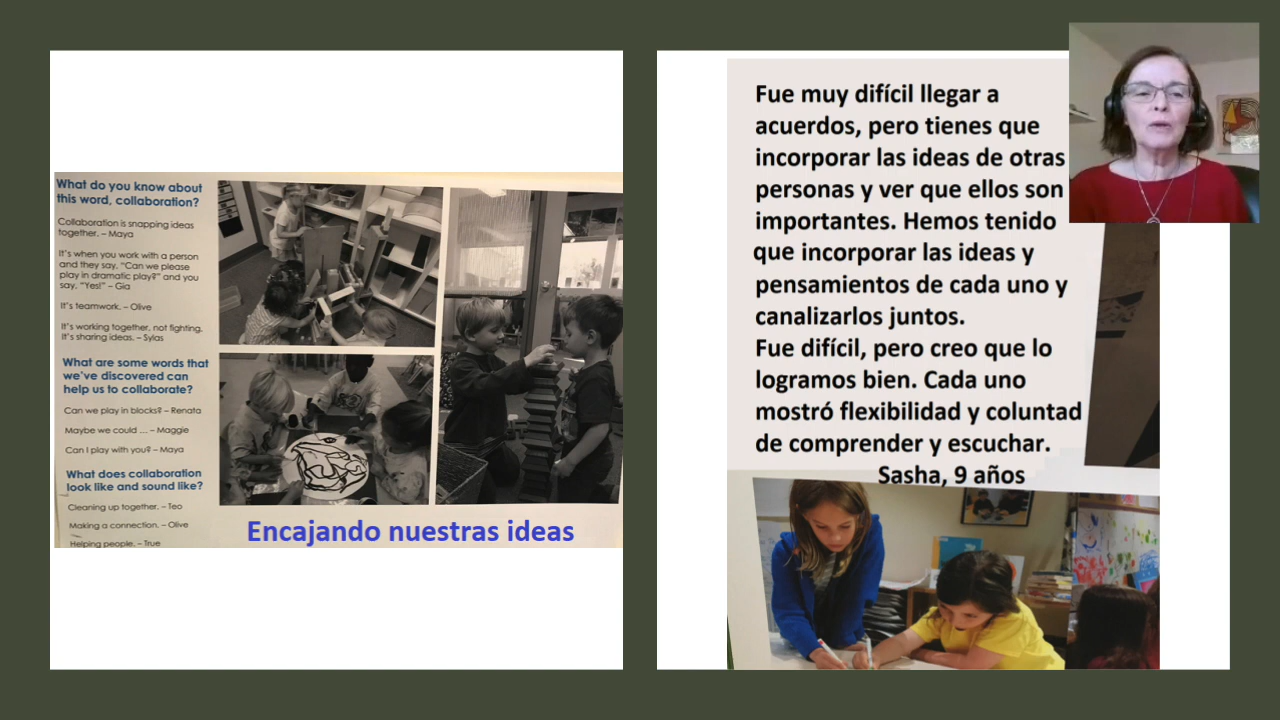 What do you know about
this word, collaboration?
Collaboration is snapping ideas
together. – Maya
It's when you work with a person
and they say, "Can we please
play in dramatic play?" and you
say, "Yes!" – Gia
It's teamwork. – Olive
It's working together, not fighting.
It's sharing ideas. – Sylas
What are some words that
we've discovered can
help us to collaborate?
Can we play in blocks? – Renata
Maybe we could ... – Maggie
Can I play with you? – Maya
What does collaboration
look like and sound like?
Cleaning up together. – Teo
Making a connection. – Olive
Helping people. – True
Encajando nuestras ideas
Fue muy difícil llegar a
acuerdos, pero tienes que
incorporar las ideas de otras
personas y ver que ellos son
importantes. Hemos tenido
que incorporar las ideas y
pensamientos de cada uno y
canalizarlos juntos.
Fue difícil, pero creo que lo
logramos bien. Cada uno
mostró flexibilidad y coluntad
de comprender y escuchar.
Sasha, 9 años